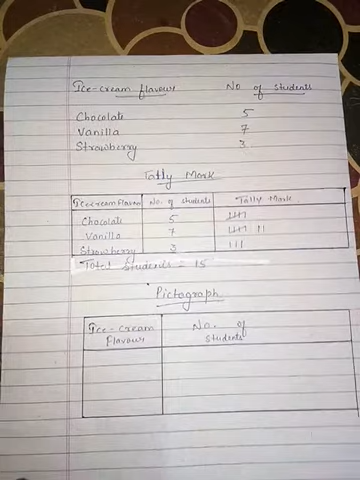 Ice-cream flavours No of students
Chocolate 5
Vanilla 7
Strawberry 3
Tally Mark
Ice-cream Flavour No. of students Tally Mark
Chocolate 5 𝍸
Vanilla 7 𝍸 ||
Strawberry 3 |||
Total Students = 15
Pictograph
Ice-cream No. of
Flavour students